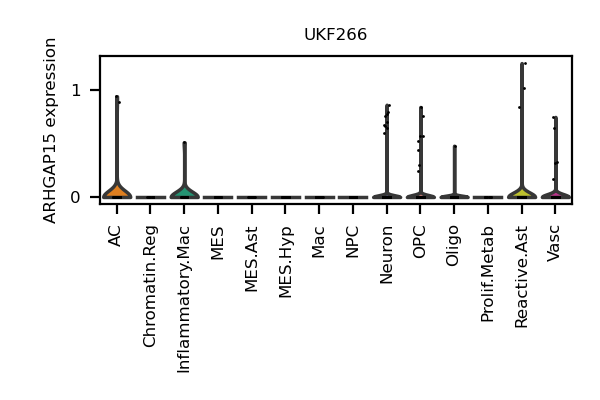 UKF266
ARHGAP15 expression
1
0
AC
Chromatin.Reg
Inflammatory.Mac
MES
MES.Ast
MES.Hyp
Mac
NPC
Neuron
OPC
Oligo
Prolif.Metab
Reactive.Ast
Vasc